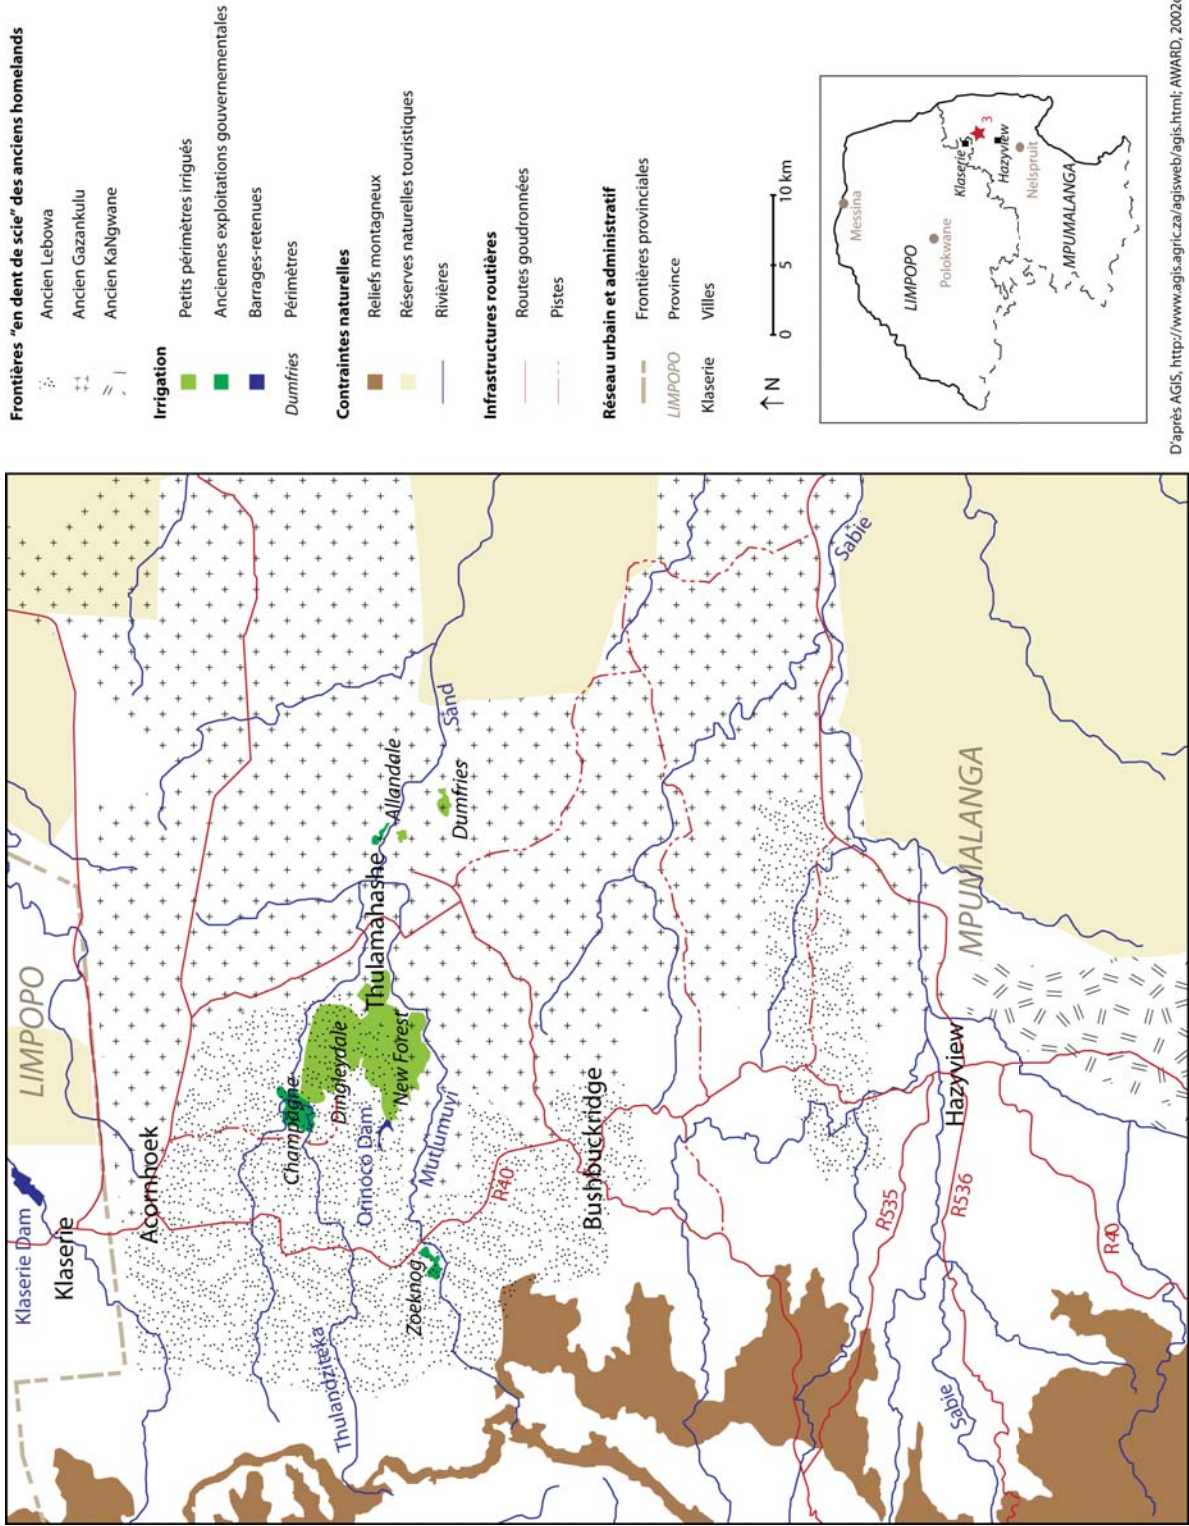 Klaserie Dam
Klaserie
LIMPOPO
Acornhoek
Champagne
Dingleydale
Thulamahashe
Allandale
Sand
Dumfries
New Forest
Orinoco Dam
Mutlumuyi
Thulandziteka
Zoeknog
R40
Bushbuckridge
Sabie
R535
R536
Hazyview
MPUMALANGA
Sabie
R40
Frontières "en dent de scie" des anciens homelands
Ancien Lebowa
Ancien Gazankulu
Ancien KaNgwane
Irrigation
Petits périmètres irrigués
Anciennes exploitations gouvernementales
Barrages-retenues
Dumfries Périmètres
Contraintes naturelles
Reliefs montagneux
Réserves naturelles touristiques
Rivières
Infrastructures routières
Routes goudronnées
Pistes
Réseau urbain et administratif
Frontières provinciales
LIMPOPO Province
Klaserie Villes
N
0 5 10 km
Messina
LIMPOPO
Polokwane
Klaserie
3
Hazyview
Nelspruit
MPUMALANGA
D'après AGIS, http://www.agis.agric.za/agisweb/agis.html; AWARD, 2002